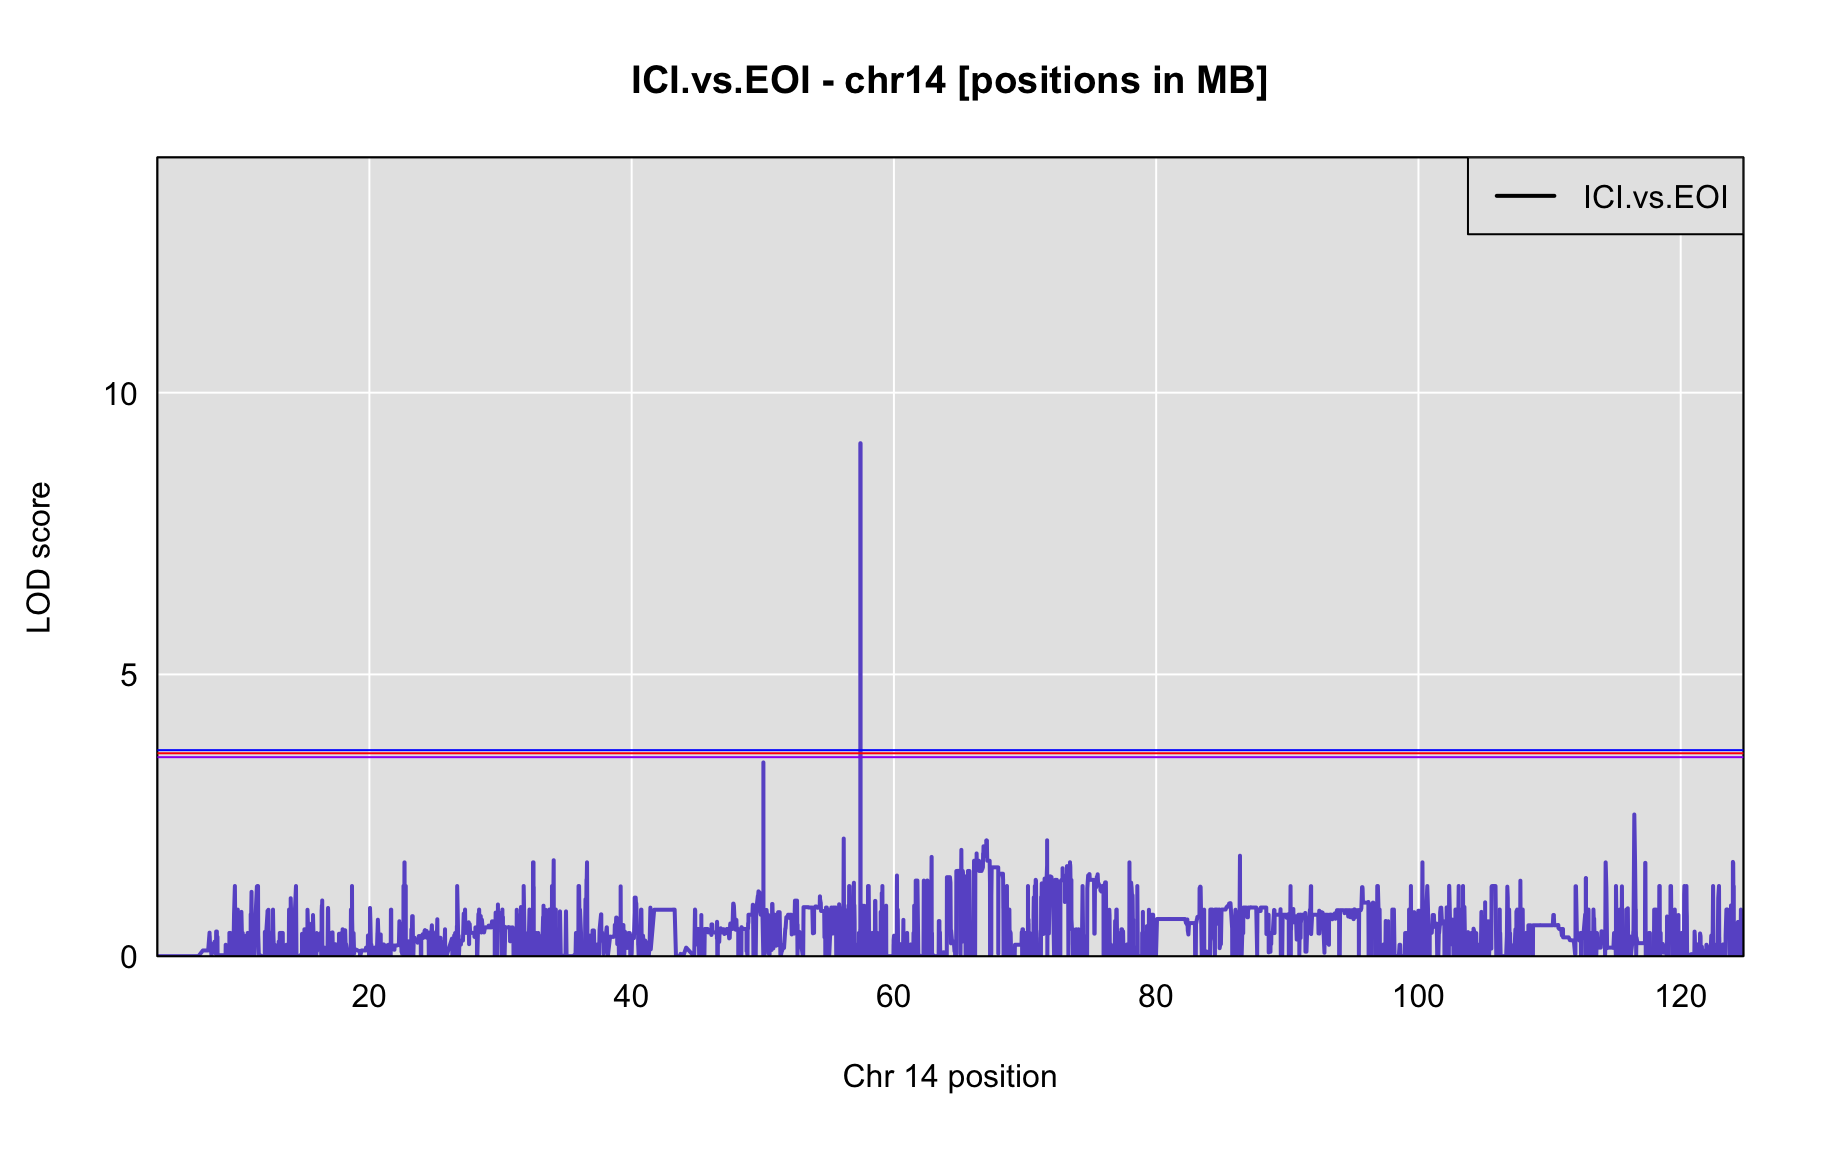 ICI.vs.EOI - chr14 [positions in MB]
ICI.vs.EOI
LOD score
10
5
0
20 40 60 80 100 120
Chr 14 position